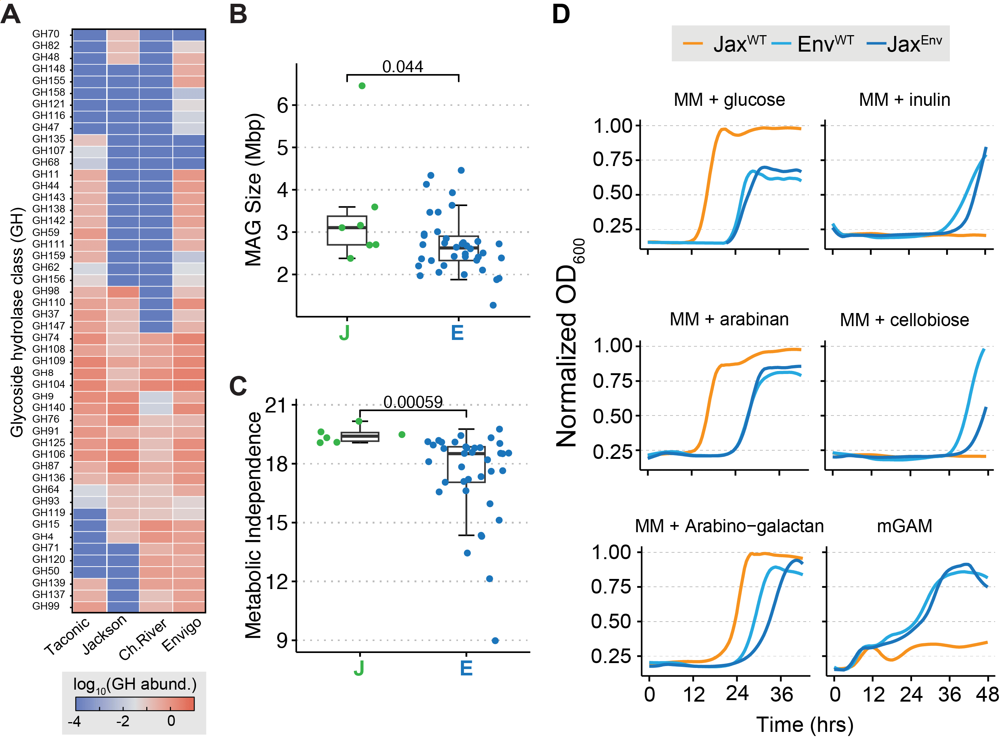 A
GH70
GH82
GH48
GH148
GH155
GH158
GH121
GH116
GH47
GH135
GH107
GH68
GH11
GH44
GH143
GH138
GH142
GH59
GH111
GH159
GH62
GH156
GH98
GH110
GH37
GH147
GH74
GH108
GH109
GH8
GH104
GH9
GH140
GH76
GH91
GH125
GH106
GH87
GH136
GH64
GH93
GH119
GH15
GH4
GH71
GH120
GH50
GH139
GH137
GH99
Glycoside hydrolase class (GH)
Taconic
Jackson
Ch.River
Envigo
log10(GH abund.)
-4 -2 0
B
0.044
6
5
4
3
2
MAG Size (Mbp)
J E
C
0.00059
21
18
15
12
9
Metabolic Independence
J E
D
JaxWT EnvWT JaxEnv
Normalized OD600
MM + glucose
MM + inulin
1.00
0.75
0.50
0.25
MM + arabinan
MM + cellobiose
1.00
0.75
0.50
0.25
MM + Arabino−galactan
mGAM
1.00
0.75
0.50
0.25
0 12 24 36
0 12 24 36 48
Time (hrs)